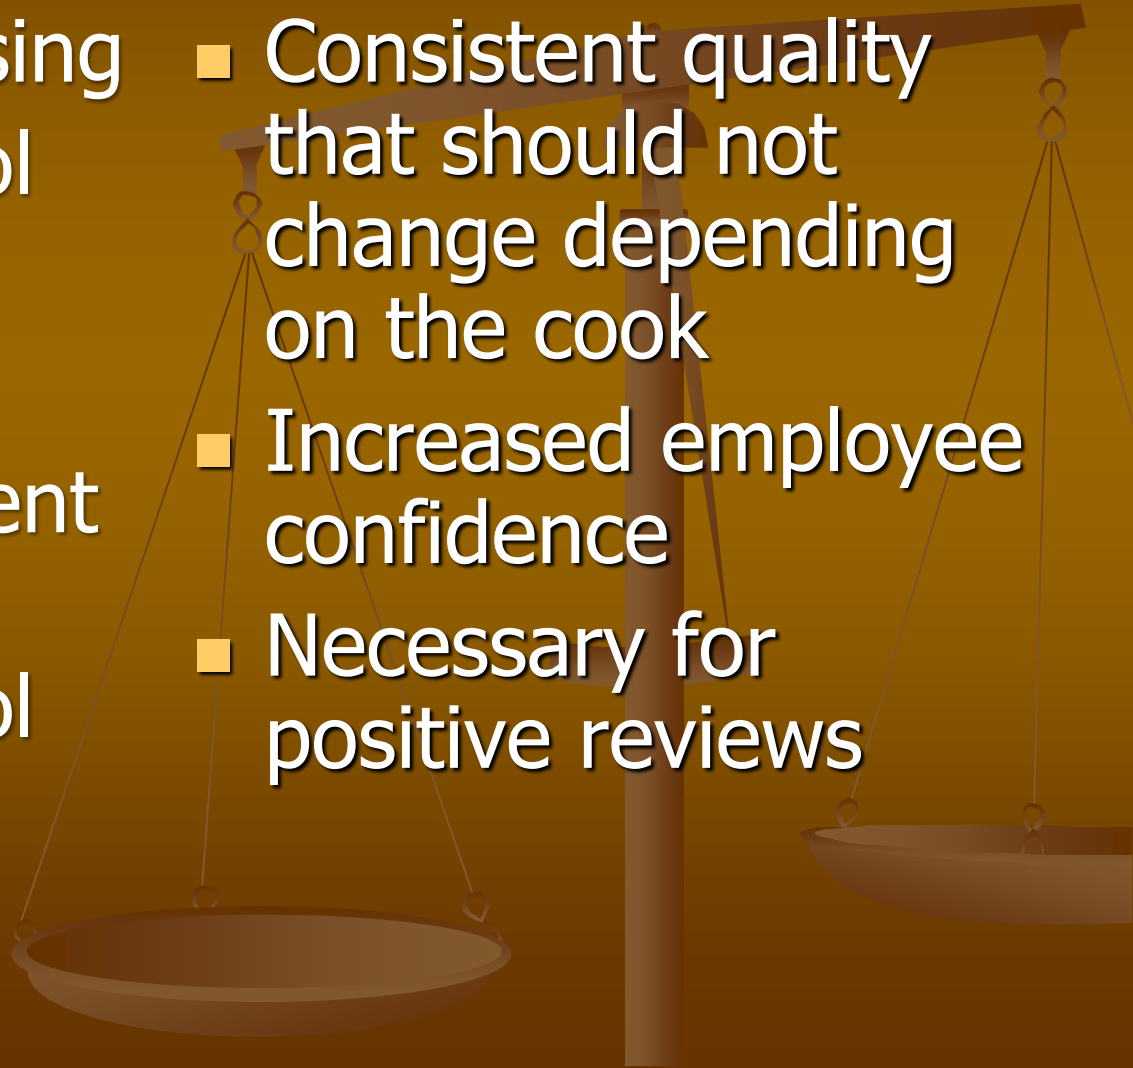 Consistent quality
that should not
change depending
on the cook
Increased employee
confidence
Necessary for
positive reviews